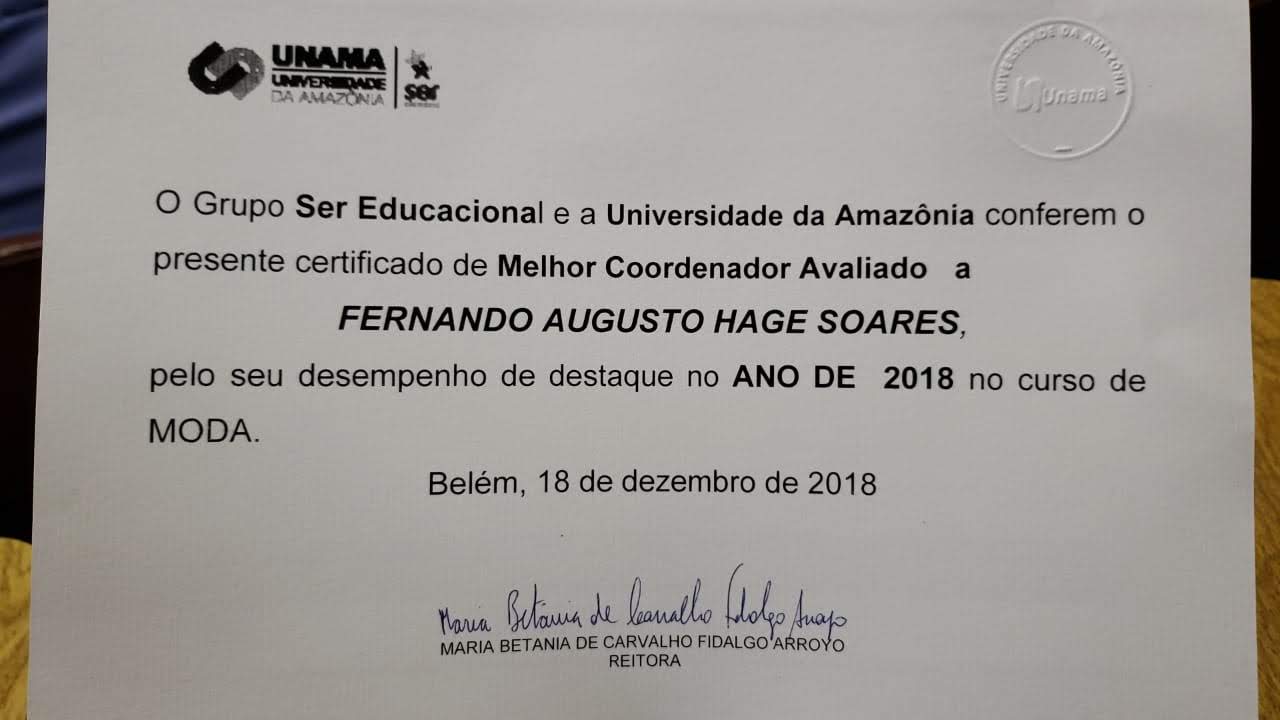 UNAMA
UNIVERSIDADE
DA AMAZÔNIA
ser
UNIVERSIDADE DA AMAZÔNIA
Unama
O Grupo Ser Educacional e a Universidade da Amazônia conferem o
presente certificado de Melhor Coordenador Avaliado a
FERNANDO AUGUSTO HAGE SOARES,
pelo seu desempenho de destaque no ANO DE 2018 no curso de
MODA.
Belém, 18 de dezembro de 2018
Maria Betânia de Carvalho Fidalgo Arroyo
MARIA BETANIA DE CARVALHO FIDALGO ARROYO
REITORA